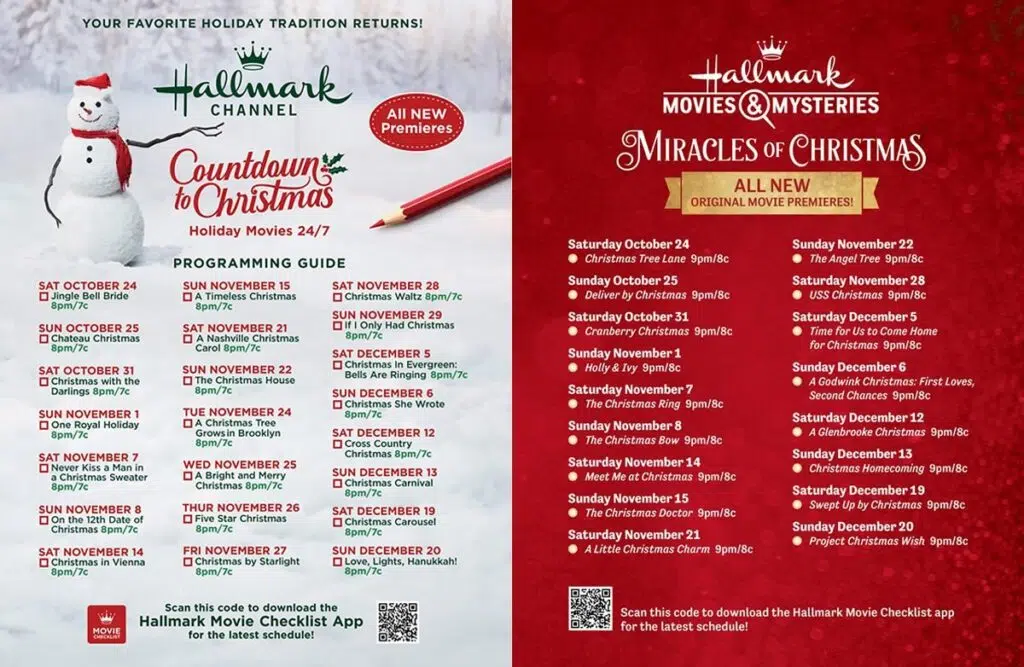 YOUR FAVORITE HOLIDAY TRADITION RETURNS!
Hallmark
CHANNEL
All NEW
Premieres
Countdown
to Christmas
Holiday Movies 24/7
PROGRAMMING GUIDE
SAT OCTOBER 24
Jingle Bell Bride
8pm/7c
SUN OCTOBER 25
Chateau Christmas
8pm/7c
SAT OCTOBER 31
Christmas with the
Darlings 8pm/7c
SUN NOVEMBER 1
One Royal Holiday
8pm/7c
SAT NOVEMBER 7
Never Kiss a Man in
a Christmas Sweater
8pm/7c
SUN NOVEMBER 8
On the 12th Date of
Christmas 8pm/7c
SAT NOVEMBER 14
Christmas in Vienna
8pm/7c
SUN NOVEMBER 15
A Timeless Christmas
8pm/7c
SAT NOVEMBER 21
A Nashville Christmas
Carol 8pm/7c
SUN NOVEMBER 22
The Christmas House
8pm/7c
TUE NOVEMBER 24
A Christmas Tree
Grows in Brooklyn
8pm/7c
WED NOVEMBER 25
A Bright and Merry
Christmas 8pm/7c
THUR NOVEMBER 26
Five Star Christmas
8pm/7c
FRI NOVEMBER 27
Christmas by Starlight
8pm/7c
SAT NOVEMBER 28
Christmas Waltz 8pm/7c
SUN NOVEMBER 29
If I Only Had Christmas
8pm/7c
SAT DECEMBER 5
Christmas In Evergreen:
Bells Are Ringing 8pm/7c
SUN DECEMBER 6
Christmas She Wrote
8pm/7c
SAT DECEMBER 12
Cross Country
Christmas 8pm/7c
SUN DECEMBER 13
Christmas Carnival
8pm/7c
SAT DECEMBER 19
Christmas Carousel
8pm/7c
SUN DECEMBER 20
Love, Lights, Hanukkah!
8pm/7c
MOVIE
CHECKLIST
Scan this code to download the
Hallmark Movie Checklist App
for the latest schedule!
Hallmark
MOVIES & MYSTERIES
MIRACLES OF CHRISTMAS
ALL NEW
ORIGINAL MOVIE PREMIERES!
Saturday October 24
Christmas Tree Lane 9pm/8c
Sunday October 25
Deliver by Christmas 9pm/8c
Saturday October 31
Cranberry Christmas 9pm/8c
Sunday November 1
Holly & Ivy 9pm/8c
Saturday November 7
The Christmas Ring 9pm/8c
Sunday November 8
The Christmas Bow 9pm/8c
Saturday November 14
Meet Me at Christmas 9pm/8c
Sunday November 15
The Christmas Doctor 9pm/8c
Saturday November 21
A Little Christmas Charm 9pm/8c
Sunday November 22
The Angel Tree 9pm/8c
Saturday November 28
USS Christmas 9pm/8c
Saturday December 5
Time for Us to Come Home
for Christmas 9pm/8c
Sunday December 6
A Godwink Christmas: First Loves,
Second Chances 9pm/8c
Saturday December 12
A Glenbrooke Christmas 9pm/8c
Sunday December 13
Christmas Homecoming 9pm/8c
Saturday December 19
Swept Up by Christmas 9pm/8c
Sunday December 20
Project Christmas Wish 9pm/8c
Scan this code to download the Hallmark Movie Checklist app
for the latest schedule!